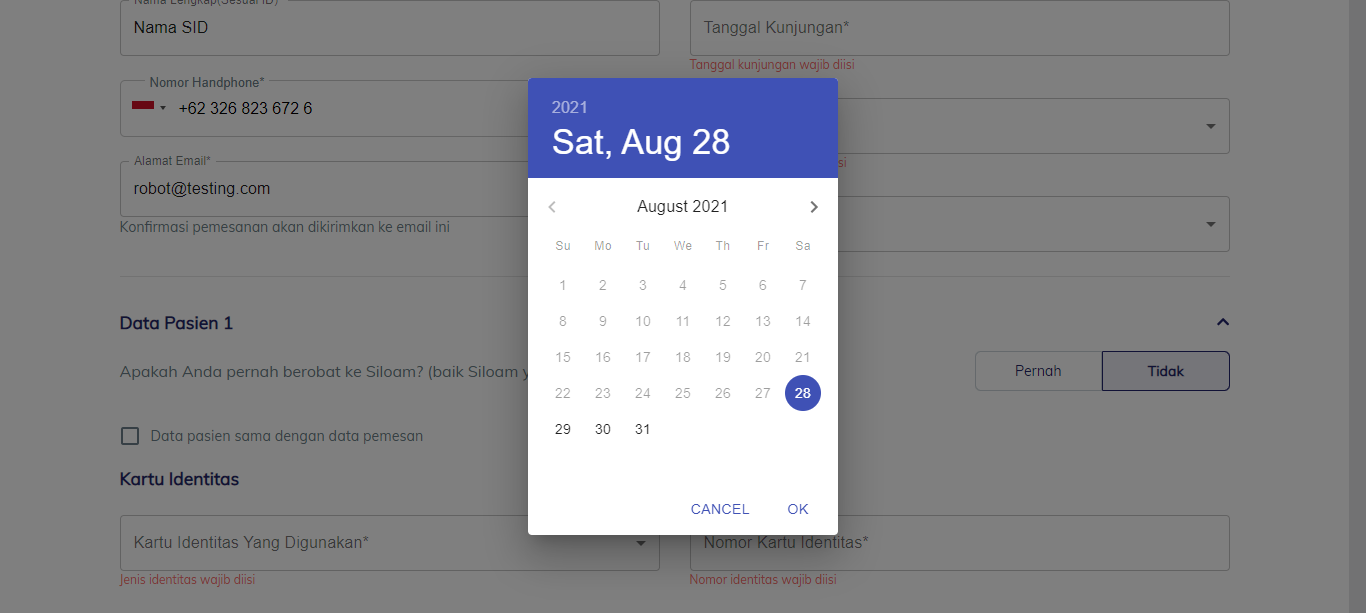 Nama Lengkap(Sesuai ID)
Nama SID
Tanggal Kunjungan*
Tanggal kunjungan wajib diisi
Nomor Handphone*
+62 326 823 672 6
Alamat Email*
robot@testing.com
Konfirmasi pemesanan akan dikirimkan ke email ini
2021
Sat, Aug 28
August 2021
Su Mo Tu We Th Fr Sa
1 2 3 4 5 6 7
8 9 10 11 12 13 14
15 16 17 18 19 20 21
22 23 24 25 26 27 28
29 30 31
CANCEL OK
Data Pasien 1
Apakah Anda pernah berobat ke Siloam? (baik Siloam y
Pernah Tidak
Data pasien sama dengan data pemesan
Kartu Identitas
Kartu Identitas Yang Digunakan*
Jenis identitas wajib diisi
Nomor Kartu Identitas*
Nomor identitas wajib diisi